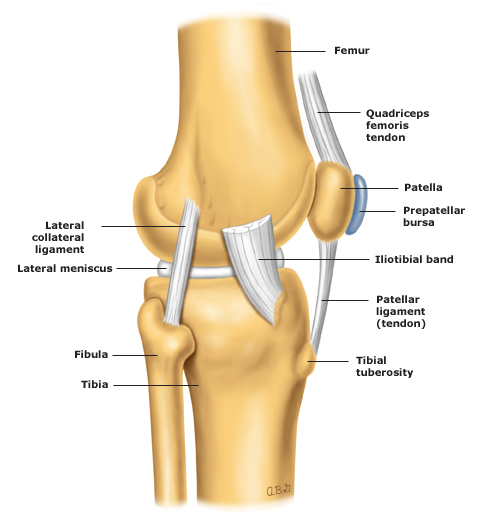 Femur
Quadriceps
femoris
tendon
Patella
Prepatellar
bursa
Lateral
collateral
ligament
Iliotibial band
Lateral meniscus
Patellar
ligament
(tendon)
Fibula
Tibial
tuberosity
Tibia